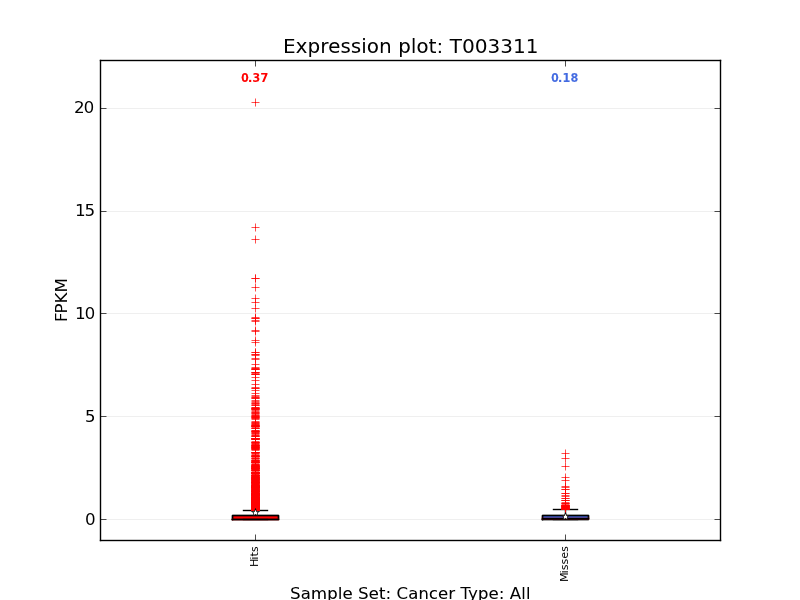 Expression plot: T003311
0.37
0.18
20
15
10
5
0
FPKM
Hits
Misses
Sample Set: Cancer Type: All